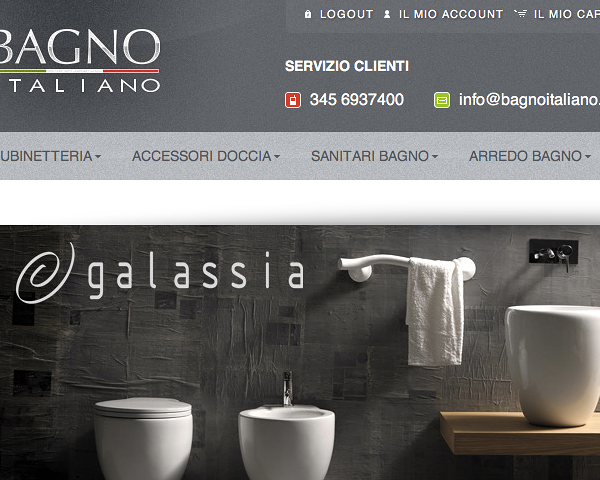 LOGOUT IL MIO ACCOUNT IL MIO CAR
BAGNO
ITALIANO
SERVIZIO CLIENTI
345 6937400 info@bagnoitaliano.
UBINETTERIA ACCESSORI DOCCIA SANITARI BAGNO ARREDO BAGNO
galassia